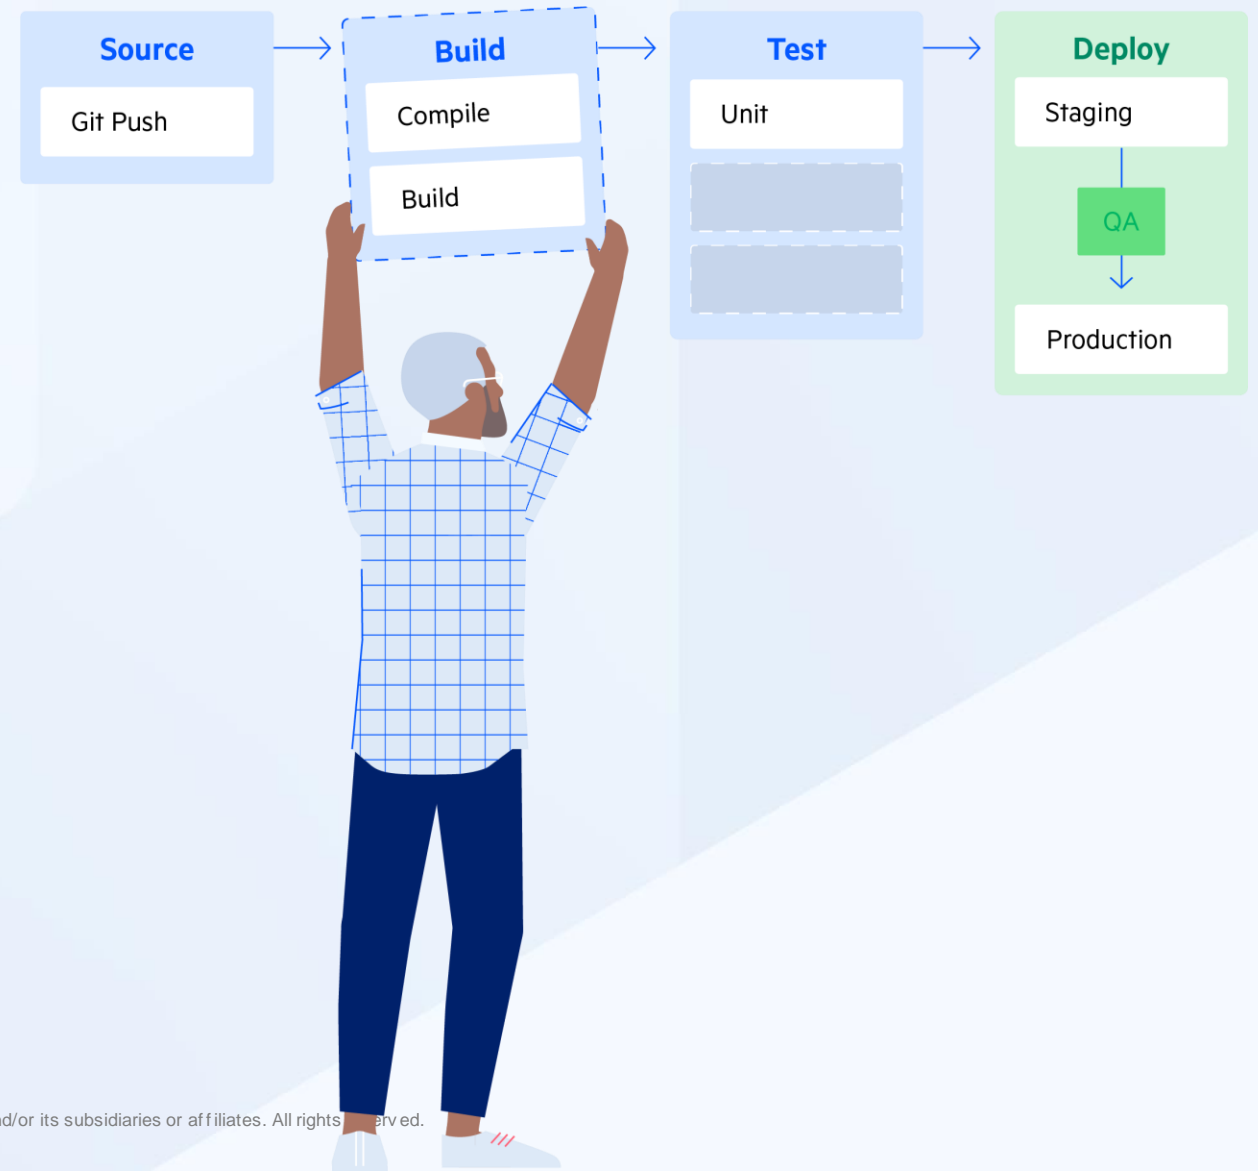 Source
Git Push
Build
Compile
Build
Test
Unit
Deploy
Staging
QA
Production
or its subsidiaries or affiliates. All rights